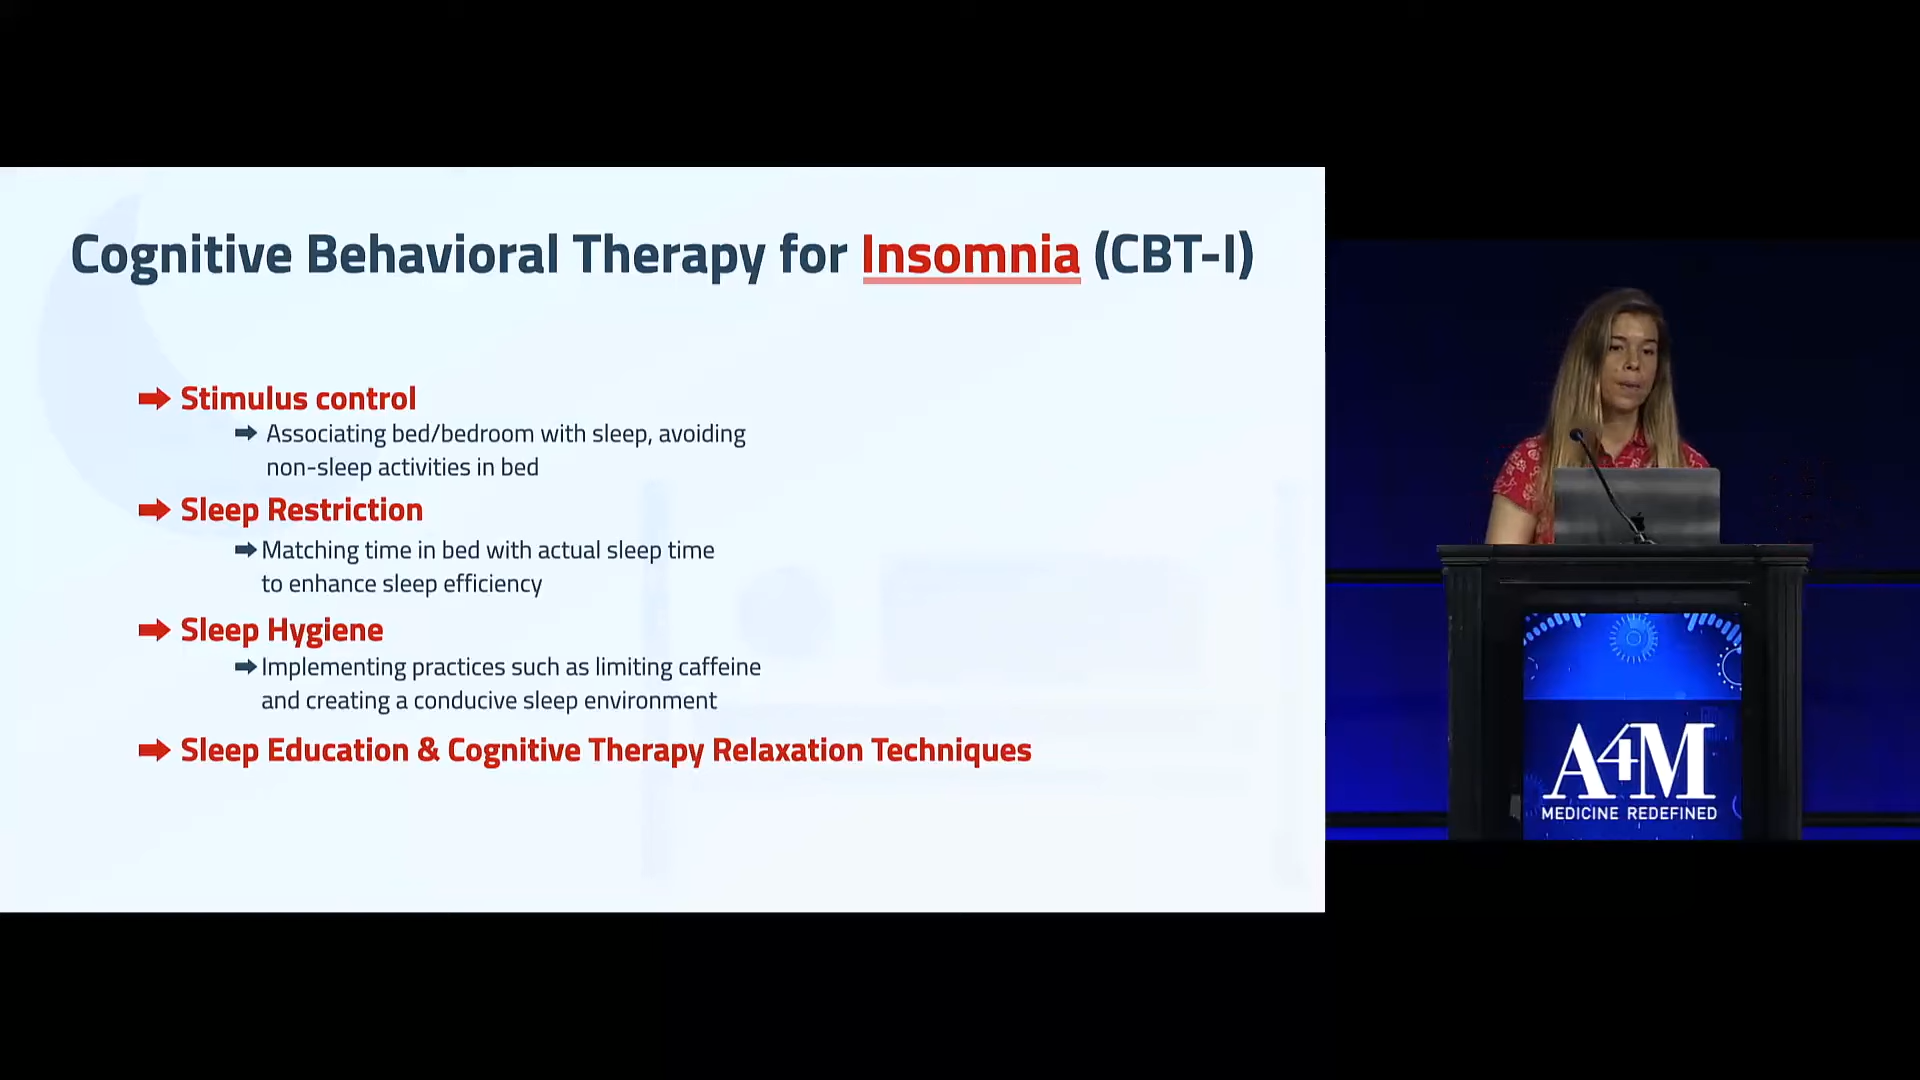 Cognitive Behavioral Therapy for Insomnia (CBT-I)
Stimulus control
Associating bed/bedroom with sleep, avoiding
non-sleep activities in bed
Sleep Restriction
Matching time in bed with actual sleep time
to enhance sleep efficiency
Sleep Hygiene
Implementing practices such as limiting caffeine
and creating a conducive sleep environment
Sleep Education & Cognitive Therapy Relaxation Techniques
A4M
MEDICINE REDEFINED